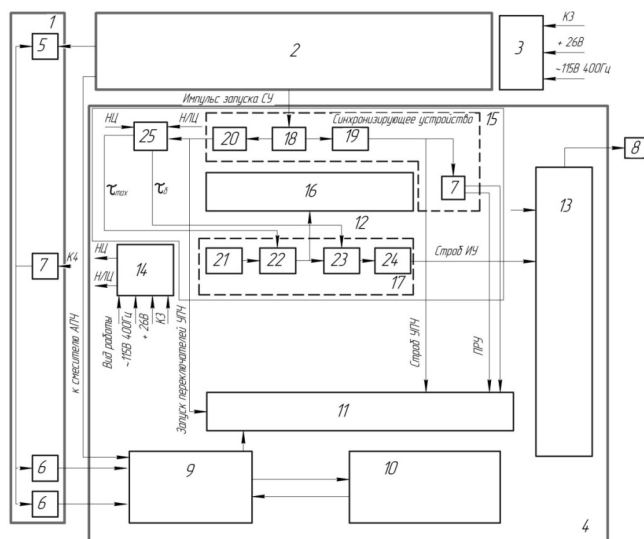 1
5
2
3
КЗ
+ 26В
~115В 400Гц
Импульс запуска СУ
НЦ
НЛЦ
25
20
18
19
Синхронизирующее устройство
15
8
7
τmax
τδ
16
13
12
7
К4
НЦ
НЛЦ
14
21
22
23
24
17
Строб ИУ
Вид работы
~115В 400Гц
+ 26В
КЗ
к смесителю АПЧ
Запуск переключателей УПЧ
Строб УПЧ
ПРУ
11
6
6
9
10
4